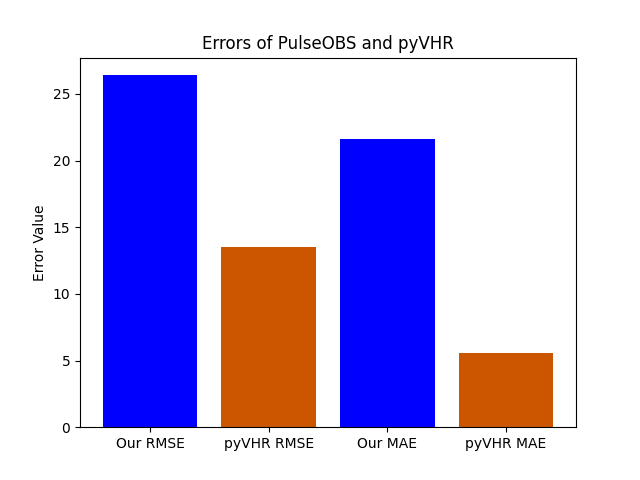 Errors of PulseOBS and pyVHR
Error Value
25
20
15
10
5
0
Our RMSE
pyVHR RMSE
Our MAE
pyVHR MAE